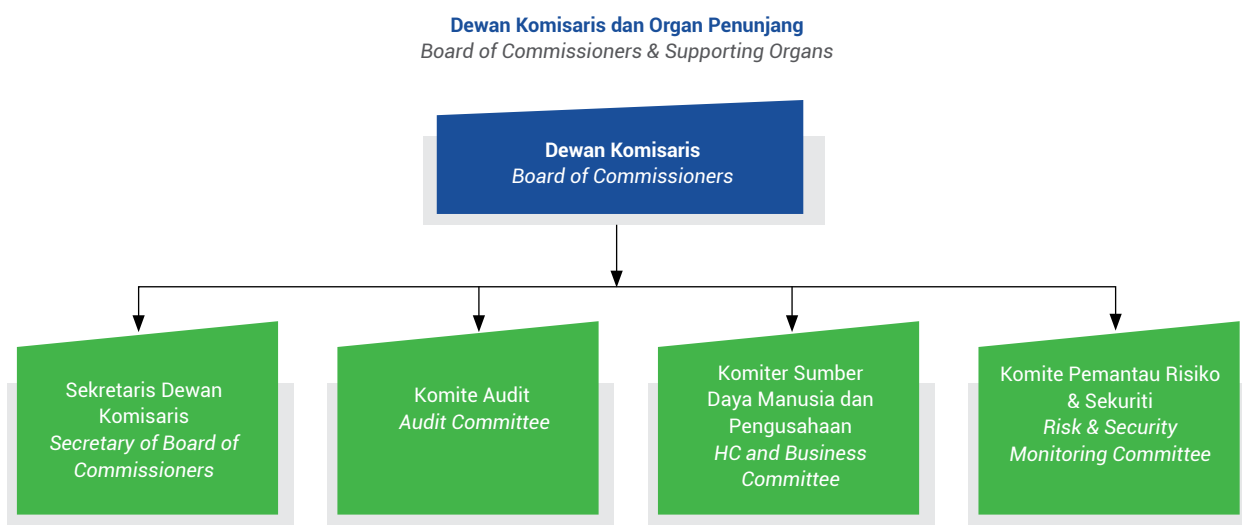 Dewan Komisaris dan Organ Penunjang
Board of Commissioners & Supporting Organs
Dewan Komisaris
Board of Commissioners
Sekretaris Dewan
Komisaris
Secretary of Board of
Commissioners
Komite Audit
Audit Committee
Komiter Sumber
Daya Manusia dan
Pengusahaan
HC and Business
Committee
Komite Pemantau Risiko
& Sekuriti
Risk & Security
Monitoring Committee